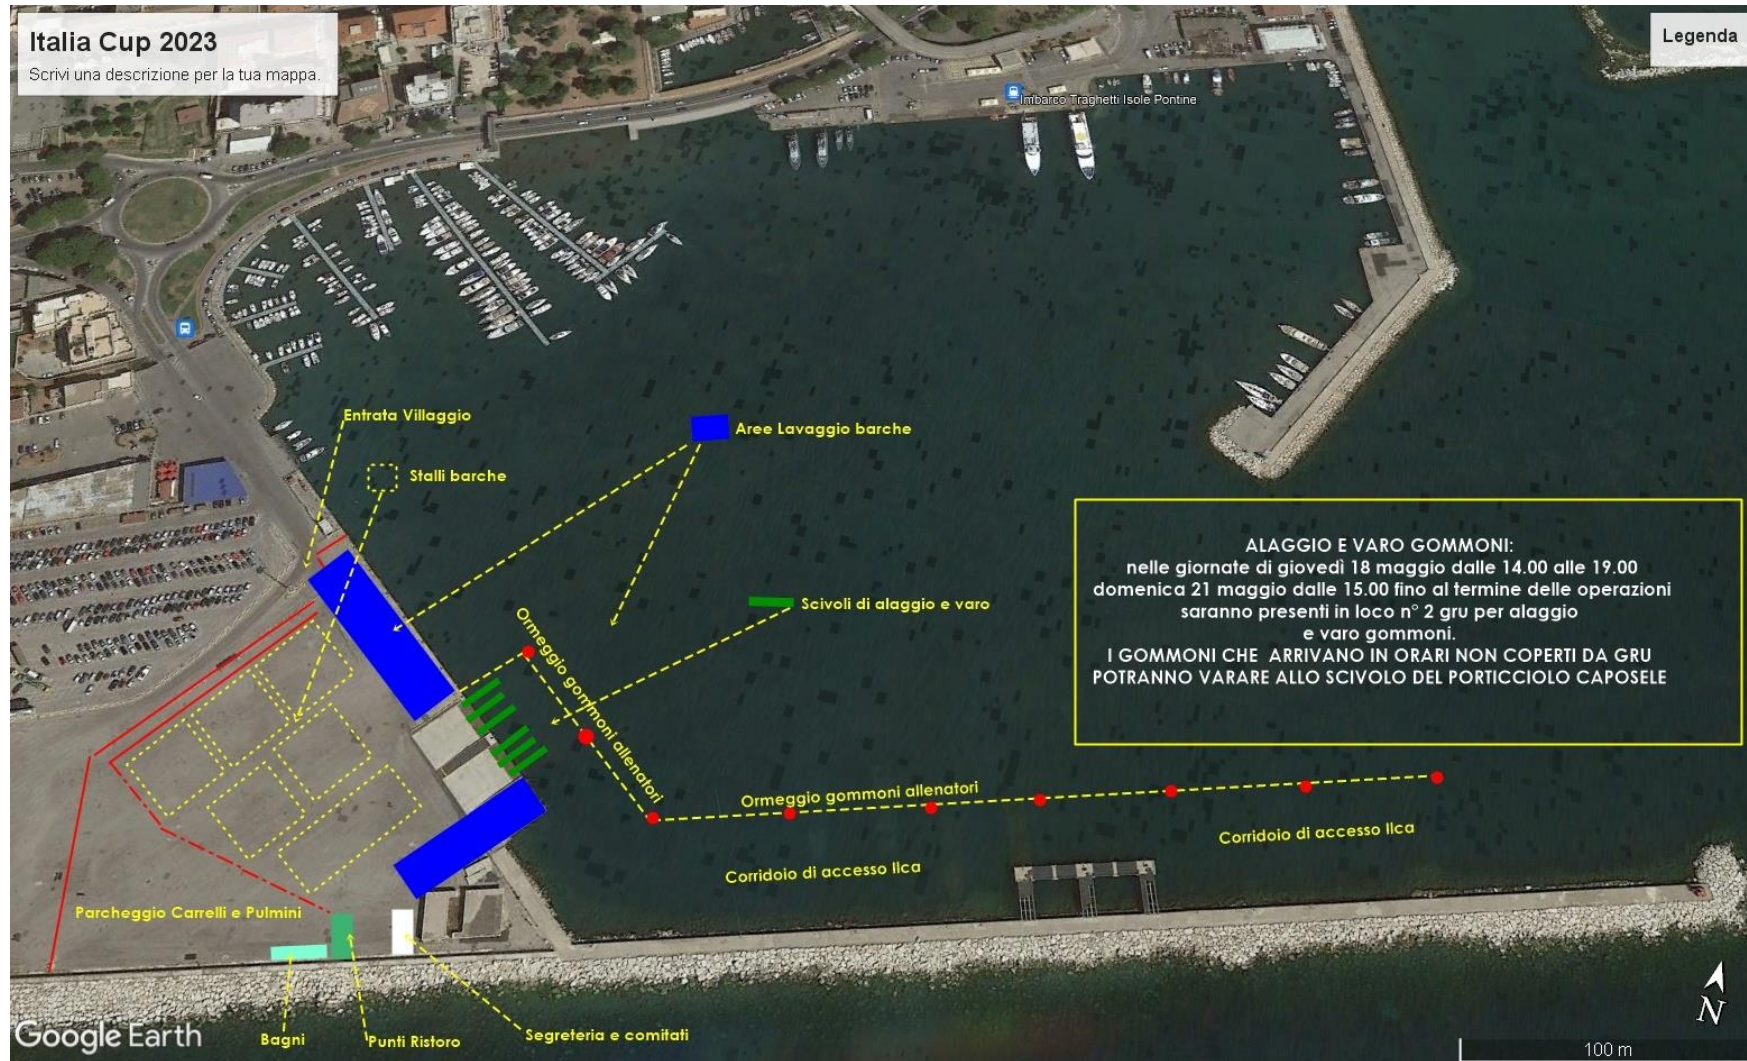 Italia Cup 2023
Scrivi una descrizione per la tua mappa.
Legenda
Imbarco Traghetti Isole Pontine
Entrata Villaggio
Aree Lavaggio barche
Stalli barche
ALAGGIO E VARO GOMMONI:
nelle giornate di giovedì 18 maggio dalle 14.00 alle 19.00
domenica 21 maggio dalle 15.00 fino al termine delle operazioni
saranno presenti in loco n° 2 gru per alaggio
e varo gommoni.
I GOMMONI CHE ARRIVANO IN ORARI NON COPERTI DA GRU
POTRANNO VARARE ALLO SCIVOLO DEL PORTICCIOLO CAPOSELE
Scivoli di alaggio e varo
Ormeggio gommoni allenatori
Ormeggio gommoni allenatori
Corridoio di accesso Ilca
Corridoio di accesso Ilca
Parcheggio Carrelli e Pulmini
Bagni
Punti Ristoro
Segreteria e comitati
Google Earth
N
100 m